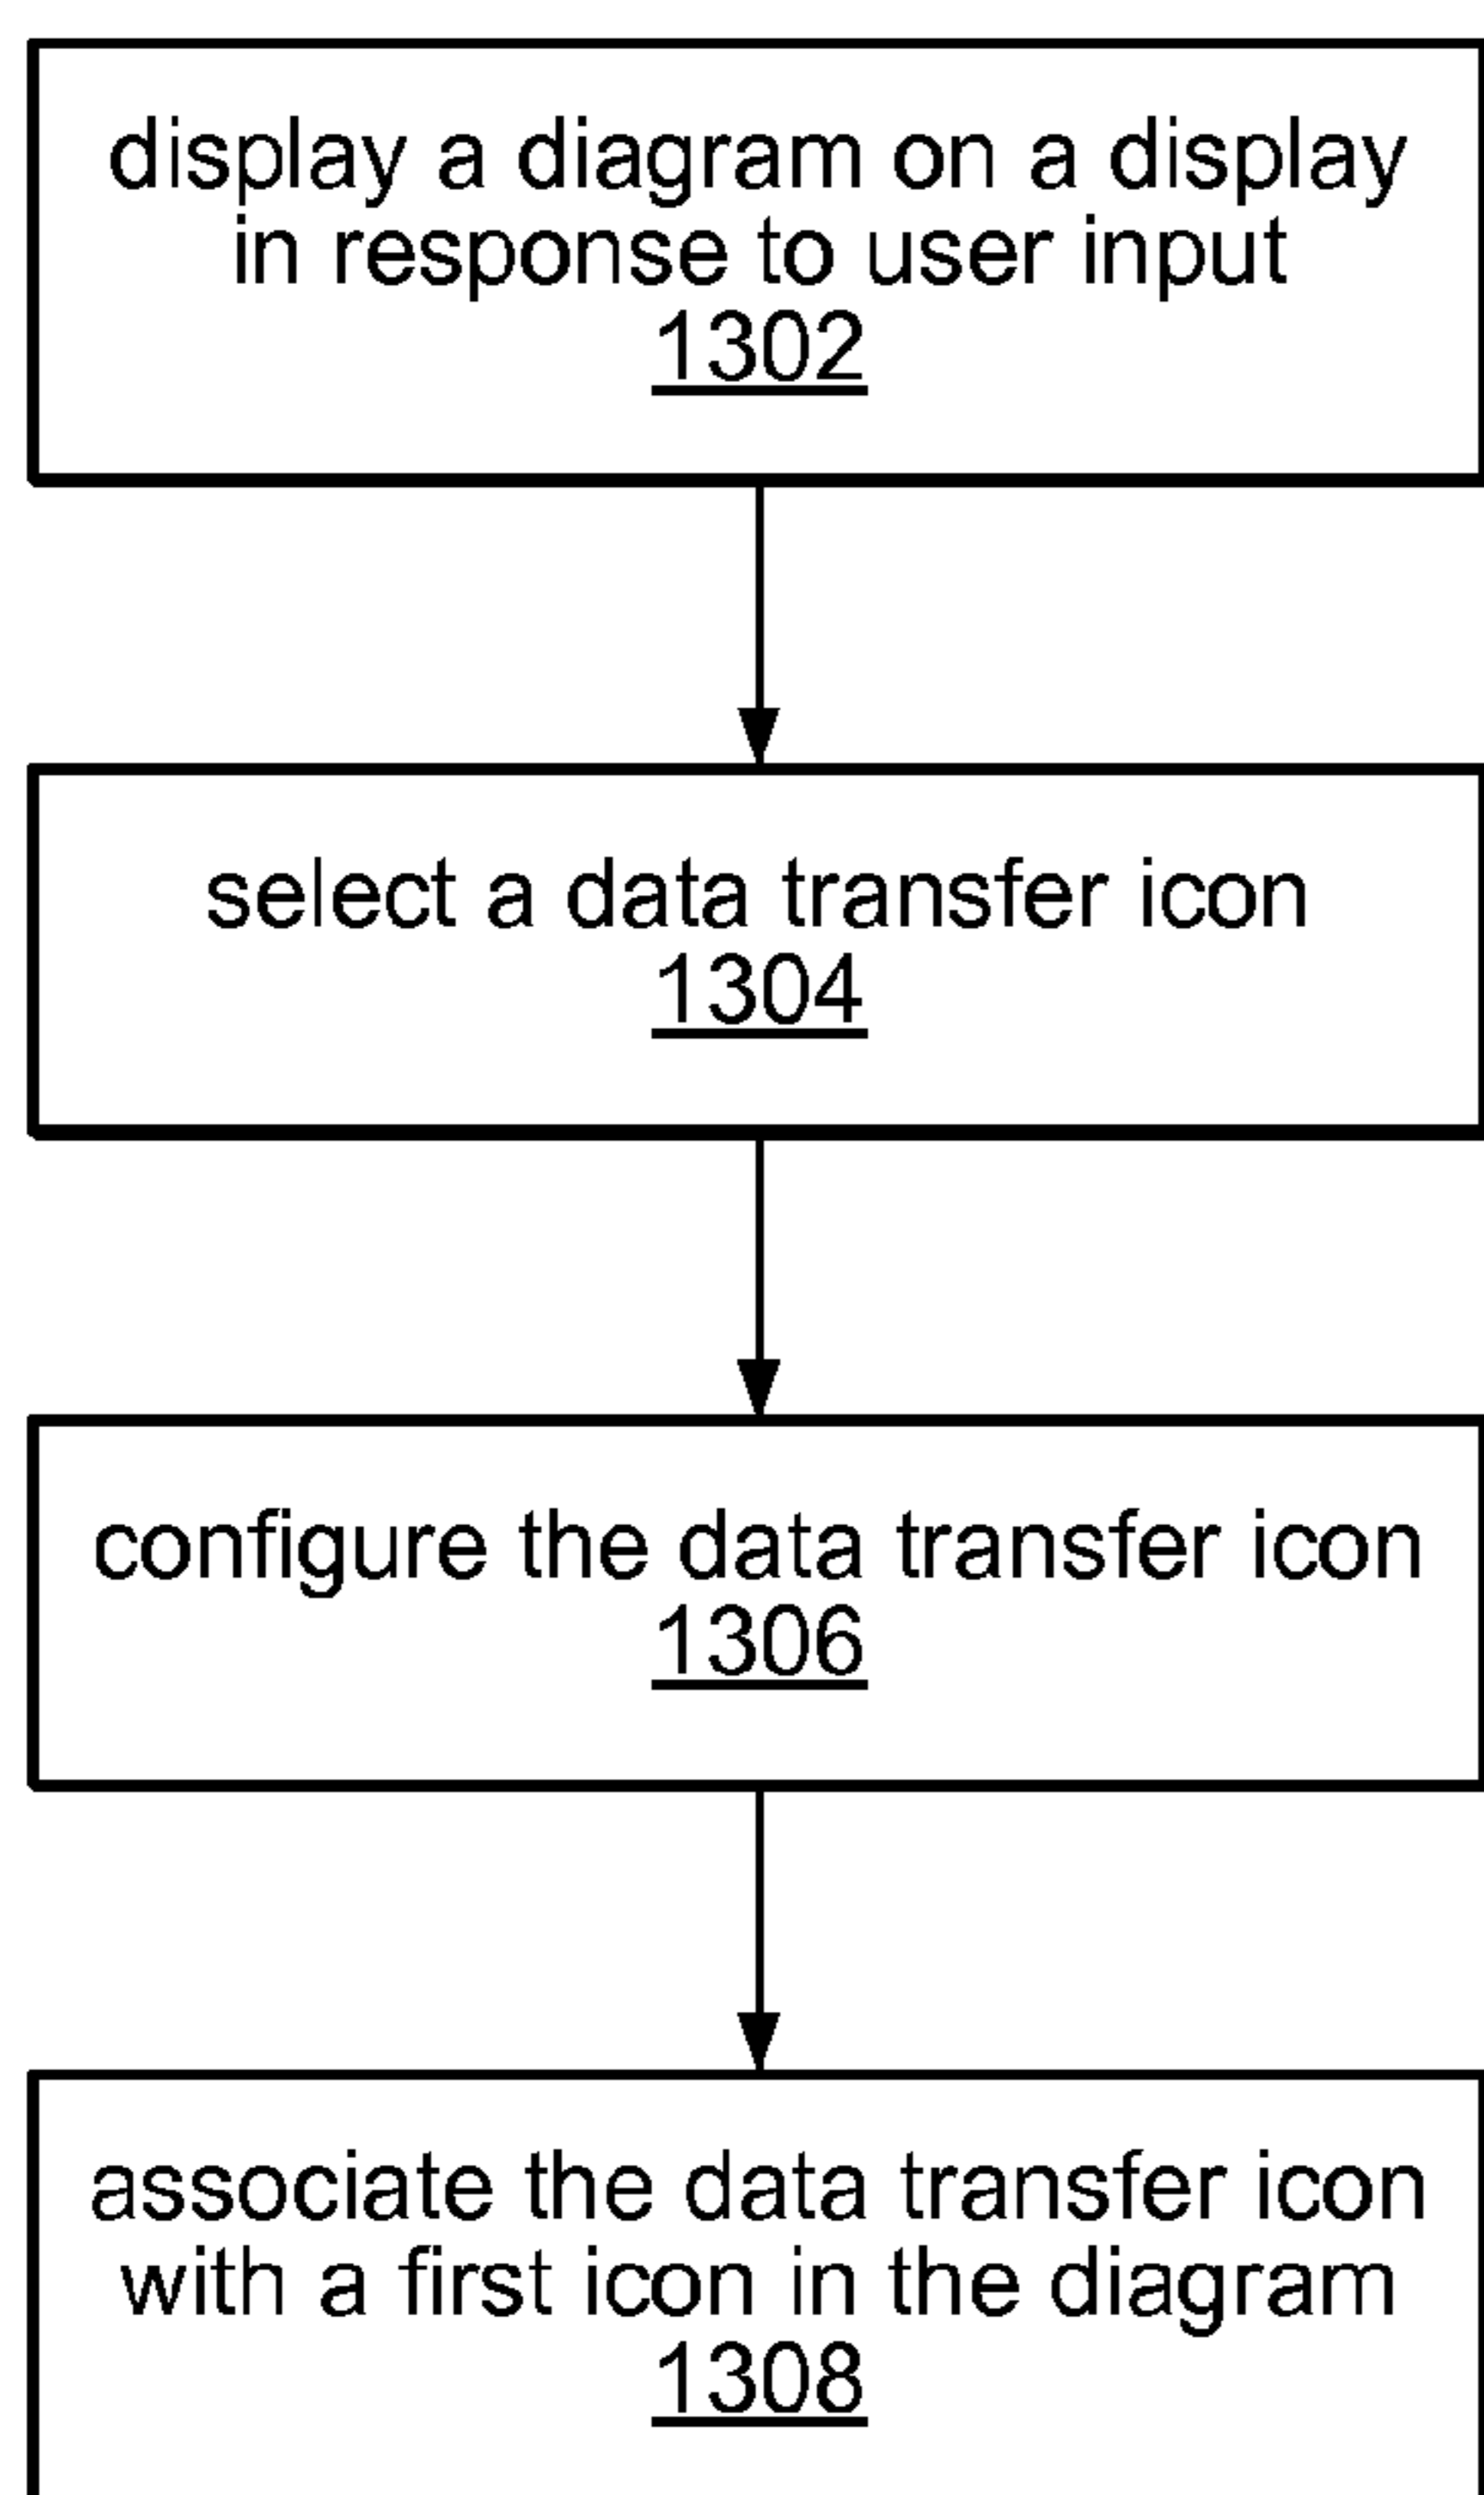 display a diagram on a display
in response to user input
1302
select a data transfer icon
1304
configure the data transfer icon
1306
associate the data transfer icon
with a first icon in the diagram
1308